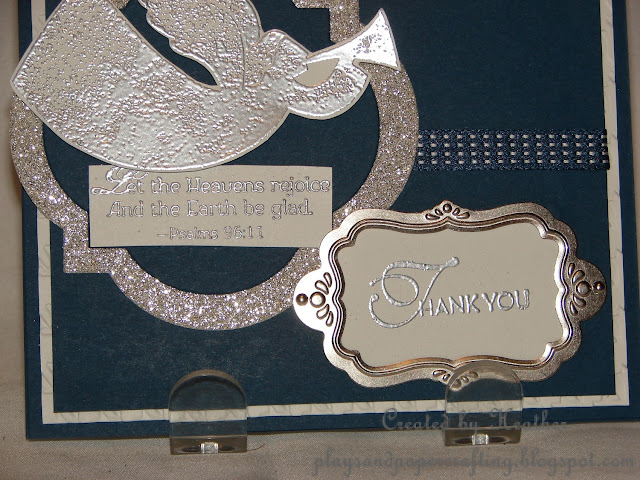 Let the Heavens rejoice
And the Earth be glad.
—Psalms 96:11
THANK YOU
Created by Heather
playsandpapercrafting.blogspot.com